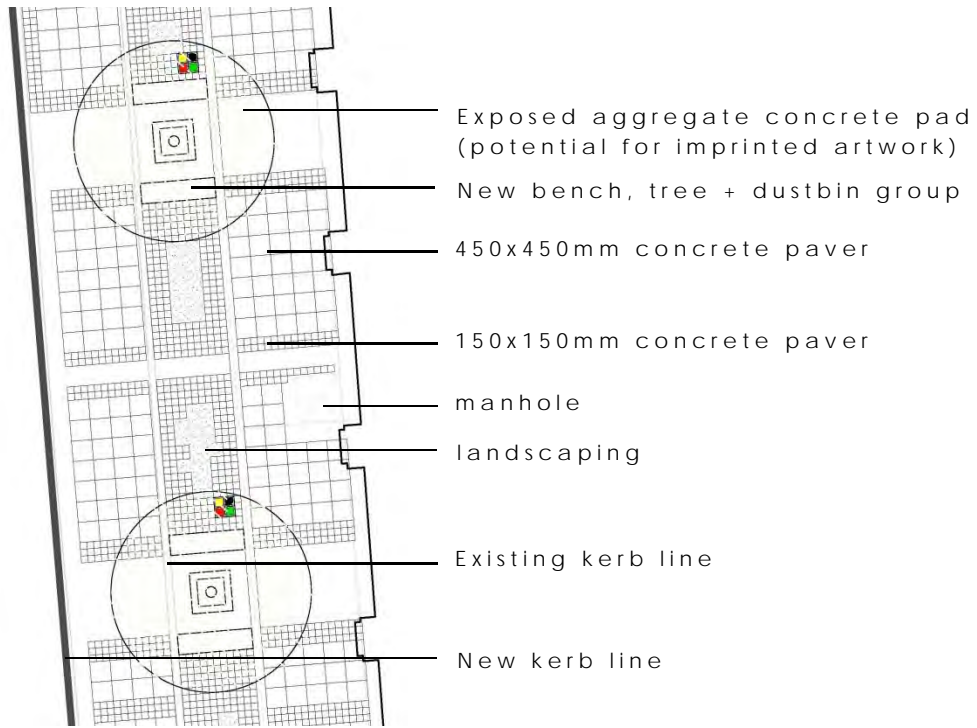 Exposed aggregate concrete pad
(potential for imprinted artwork)
New bench, tree + dustbin group
450x450mm concrete paver
150x150mm concrete paver
manhole
landscaping
Existing kerb line
New kerb line